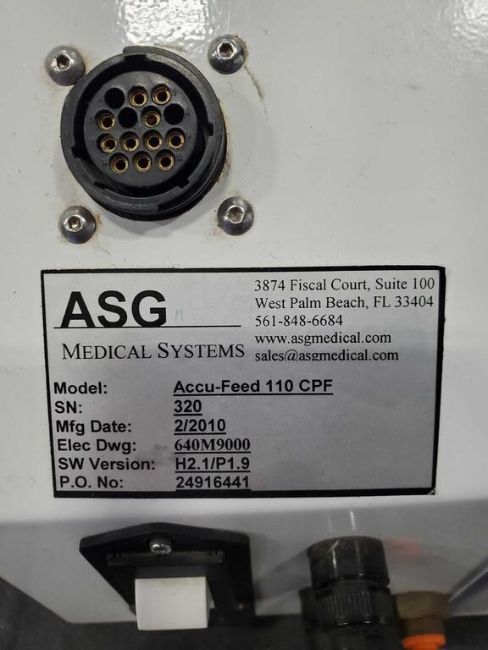 ASG
MEDICAL SYSTEMS
3874 Fiscal Court, Suite 100
West Palm Beach, FL 33404
561-848-6684
www.asgmedical.com
sales@asgmedical.com
Model: Accu-Feed 110 CPF
SN: 320
Mfg Date: 2/2010
Elec Dwg: 640M9000
SW Version: H2.1/P1.9
P.O. No: 24916441